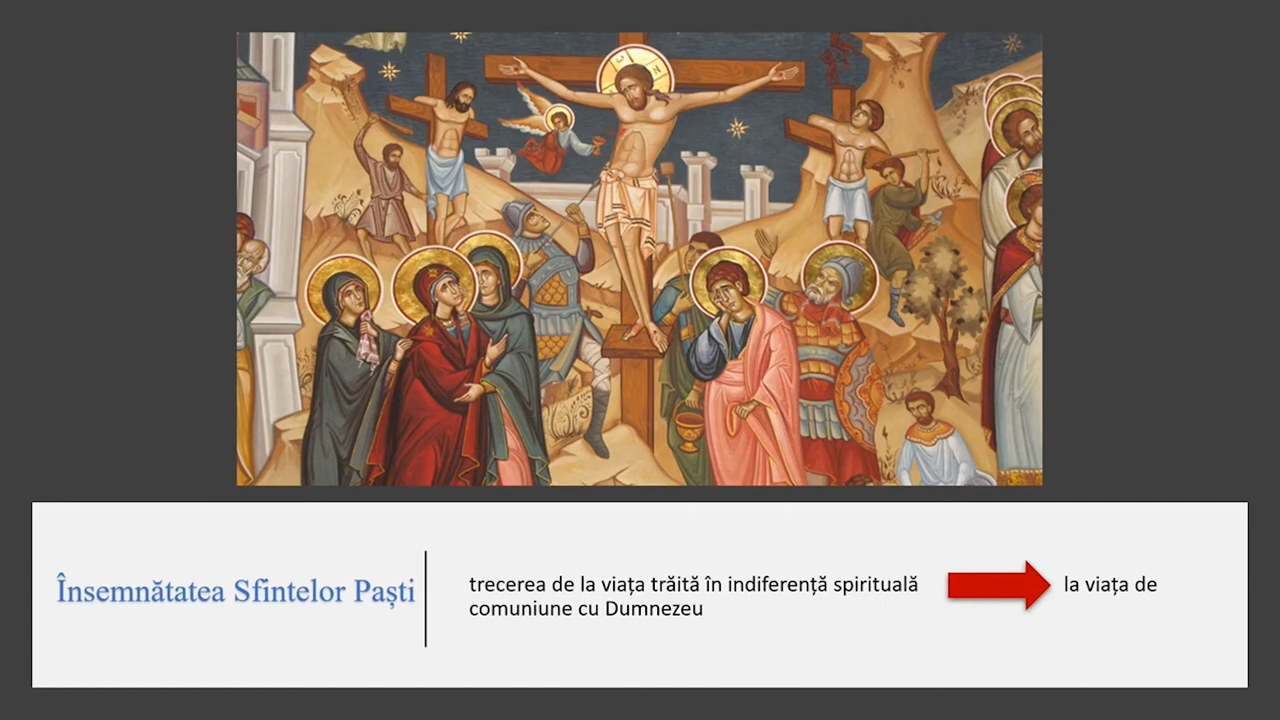 Însemnătatea Sfintelor Paști
trecerea de la viața trăită în indiferență spirituală la viața de
comuniune cu Dumnezeu